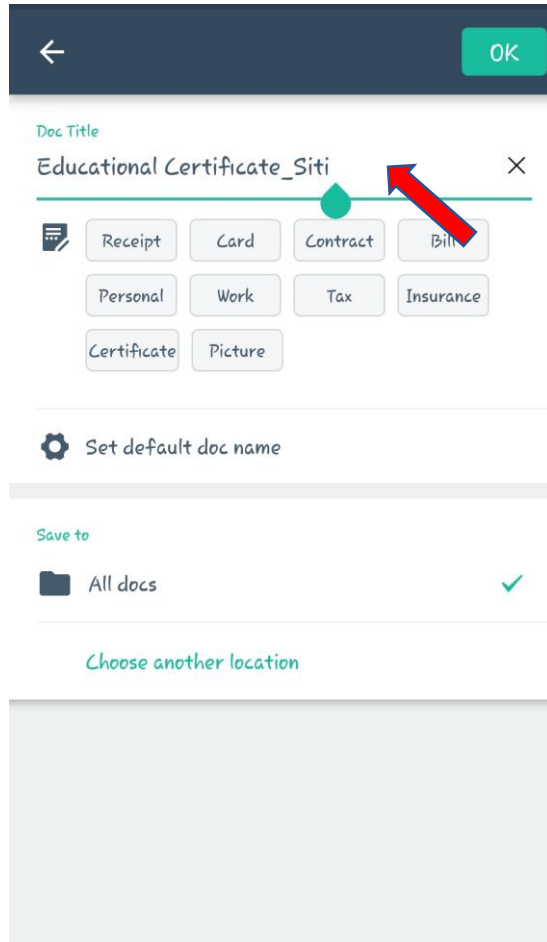 OK
Doc Title
Educational Certificate_Siti
Receipt Card Contract Bill
Personal Work Tax Insurance
Certificate Picture
Set default doc name
Save to
All docs
Choose another location